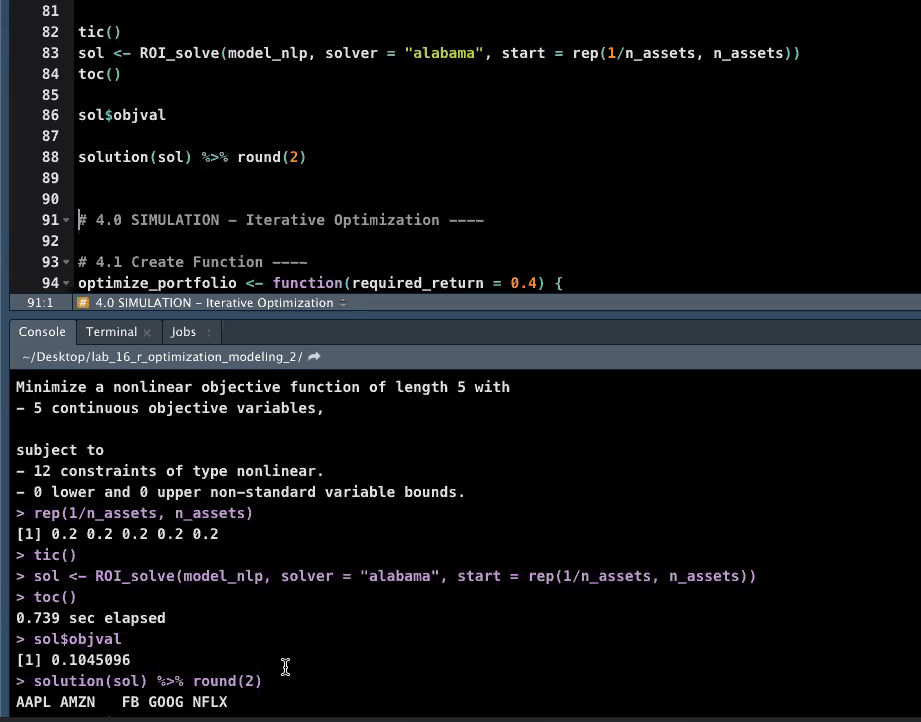 81
82 tic()
83 sol <- ROI_solve(model_nlp, solver = "alabama", start = rep(1/n_assets, n_assets))
84 toc()
85
86 sol$objval
87
88 solution(sol) %>% round(2)
89
90
91 # 4.0 SIMULATION - Iterative Optimization ----
92
93 # 4.1 Create Function ----
94 optimize_portfolio <- function(required_return = 0.4) {
91:1 # 4.0 SIMULATION - Iterative Optimization
Console Terminal Jobs
~/Desktop/lab_16_r_optimization_modeling_2/
Minimize a nonlinear objective function of length 5 with
- 5 continuous objective variables,
subject to
- 12 constraints of type nonlinear.
- 0 lower and 0 upper non-standard variable bounds.
> rep(1/n_assets, n_assets)
[1] 0.2 0.2 0.2 0.2 0.2
> tic()
> sol <- ROI_solve(model_nlp, solver = "alabama", start = rep(1/n_assets, n_assets))
> toc()
0.739 sec elapsed
> sol$objval
[1] 0.1045096
> solution(sol) %>% round(2)
AAPL AMZN   FB GOOG NFLX